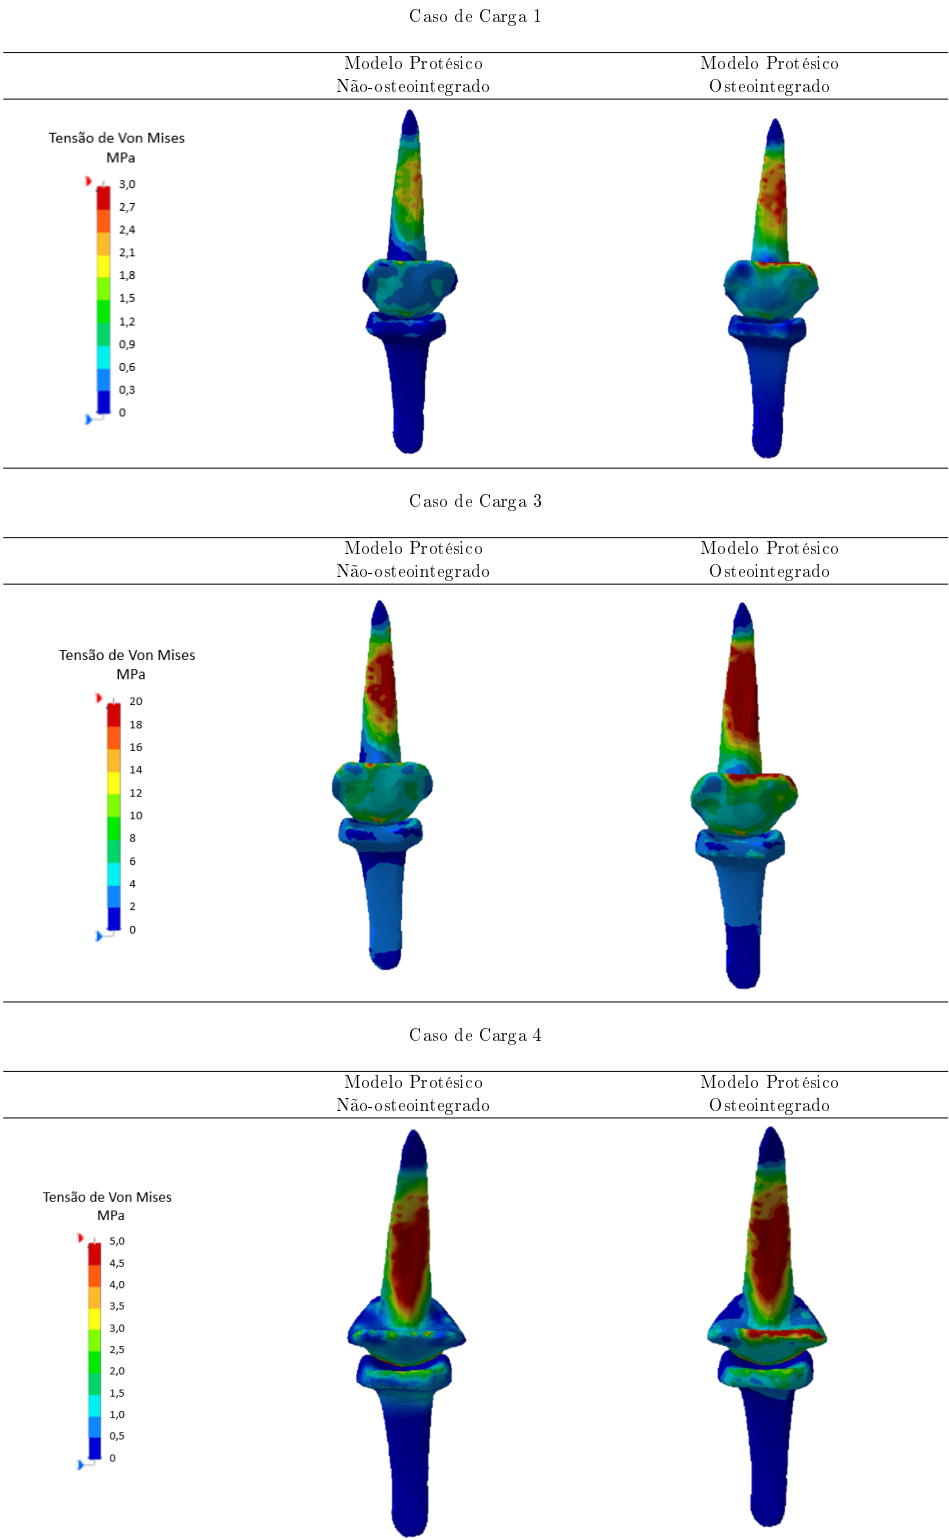 Caso de Carga 1
Modelo Protésico
Não-osteointegrado
Modelo Protésico
Osteointegrado
Tensão de Von Mises
MPa
3,0
2,7
2,4
2,1
1,8
1,5
1,2
0,9
0,6
0,3
0
Caso de Carga 3
Modelo Protésico
Não-osteointegrado
Modelo Protésico
Osteointegrado
Tensão de Von Mises
MPa
20
18
16
14
12
10
8
6
4
2
0
Caso de Carga 4
Modelo Protésico
Não-osteointegrado
Modelo Protésico
Osteointegrado
Tensão de Von Mises
MPa
5,0
4,5
4,0
3,5
3,0
2,5
2,0
1,5
1,0
0,5
0